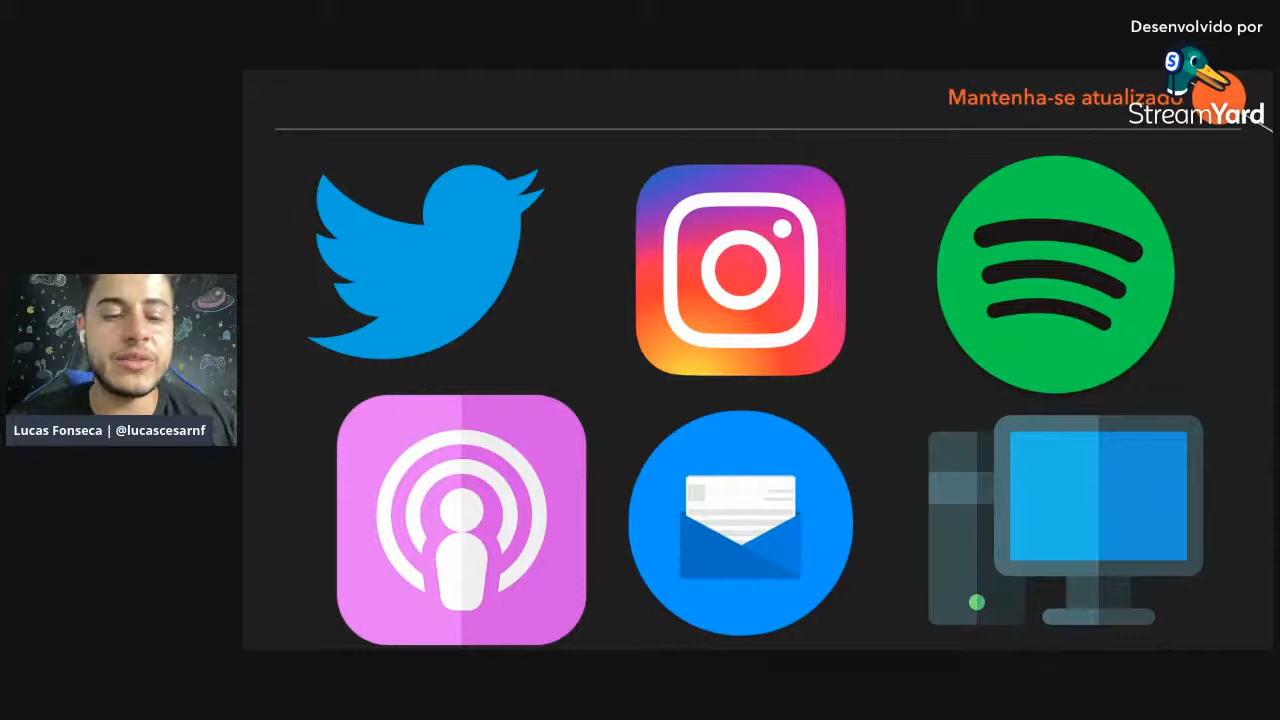 Desenvolvido por
StreamYard
Mantenha-se atualizado
Lucas Fonseca | @lucascesarnf